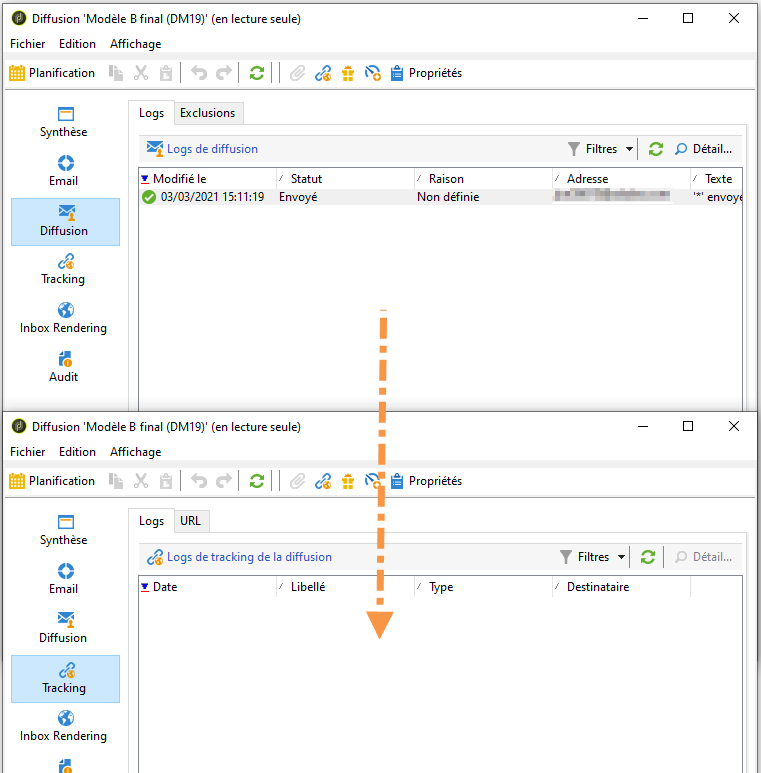 Diffusion 'Modèle B final (DM19)' (en lecture seule)
Fichier Edition Affichage
Planification Propriétés
Synthèse
Email
Diffusion
Tracking
Inbox Rendering
Audit
Logs Exclusions
Logs de diffusion Filtres Détail...
Modifié le Statut Raison Adresse Texte
03/03/2021 15:11:19 Envoyé Non définie '*' envoyé
Diffusion 'Modèle B final (DM19)' (en lecture seule)
Fichier Edition Affichage
Planification Propriétés
Synthèse
Email
Diffusion
Tracking
Inbox Rendering
Logs URL
Logs de tracking de la diffusion Filtres Détail...
Date Libellé Type Destinataire